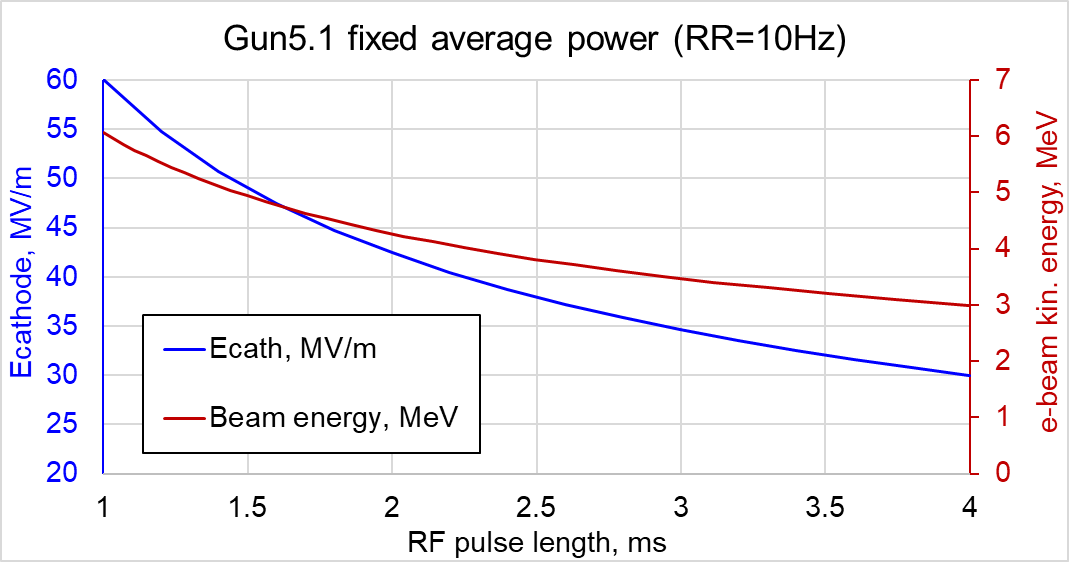 Gun5.1 fixed average power (RR=10Hz)
60
55
50
45
40
35
30
25
20
Ecathode, MV/m
7
6
5
4
3
2
1
0
e-beam kin. energy, MeV
Ecath, MV/m
Beam energy, MeV
1 1.5 2 2.5 3 3.5 4
RF pulse length, ms